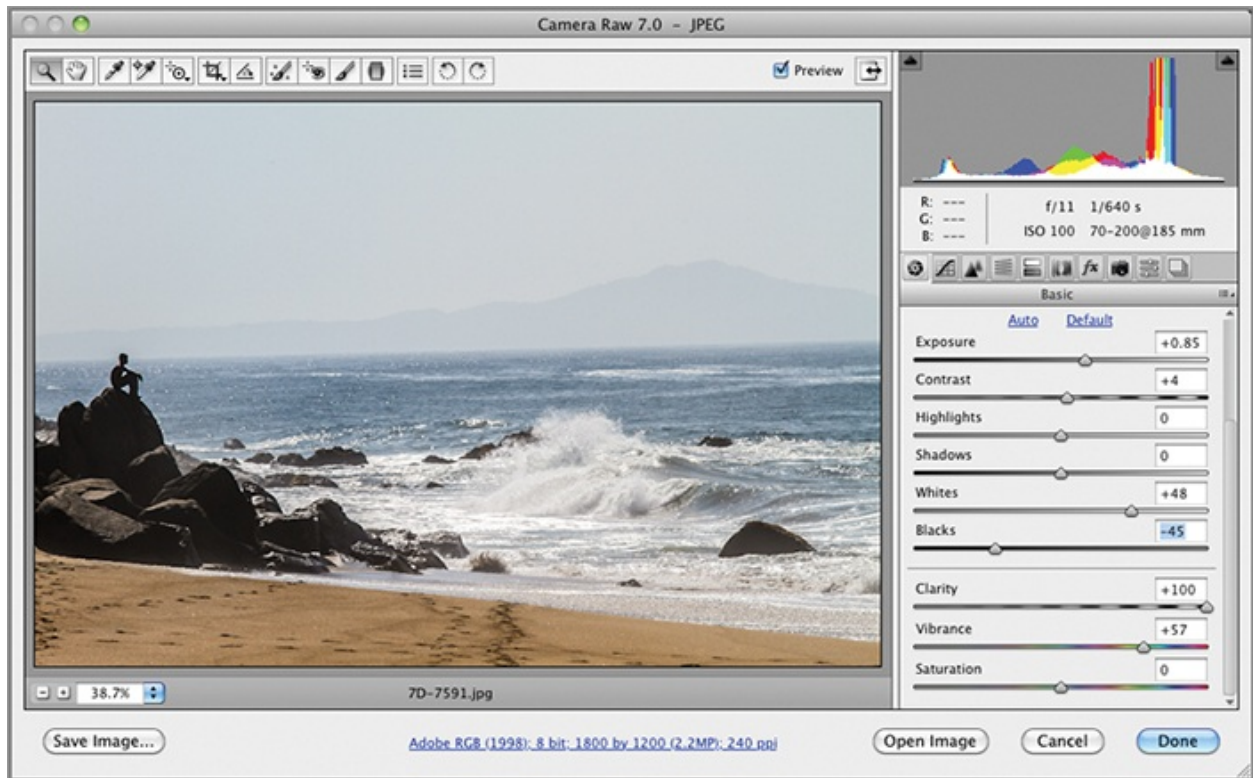 Camera Raw 7.0 – JPEG
Preview
R: ---
G: ---
B: ---
f/11 1/640 s
ISO 100 70-200@185 mm
fx
Basic
Auto Default
Exposure +0.85
Contrast +4
Highlights 0
Shadows 0
Whites +48
Blacks -45
Clarity +100
Vibrance +57
Saturation 0
38.7% 7D-7591.jpg
Save Image... Adobe RGB (1998); 8 bit; 1800 by 1200 (2.2MP); 240 ppi Open Image Cancel Done